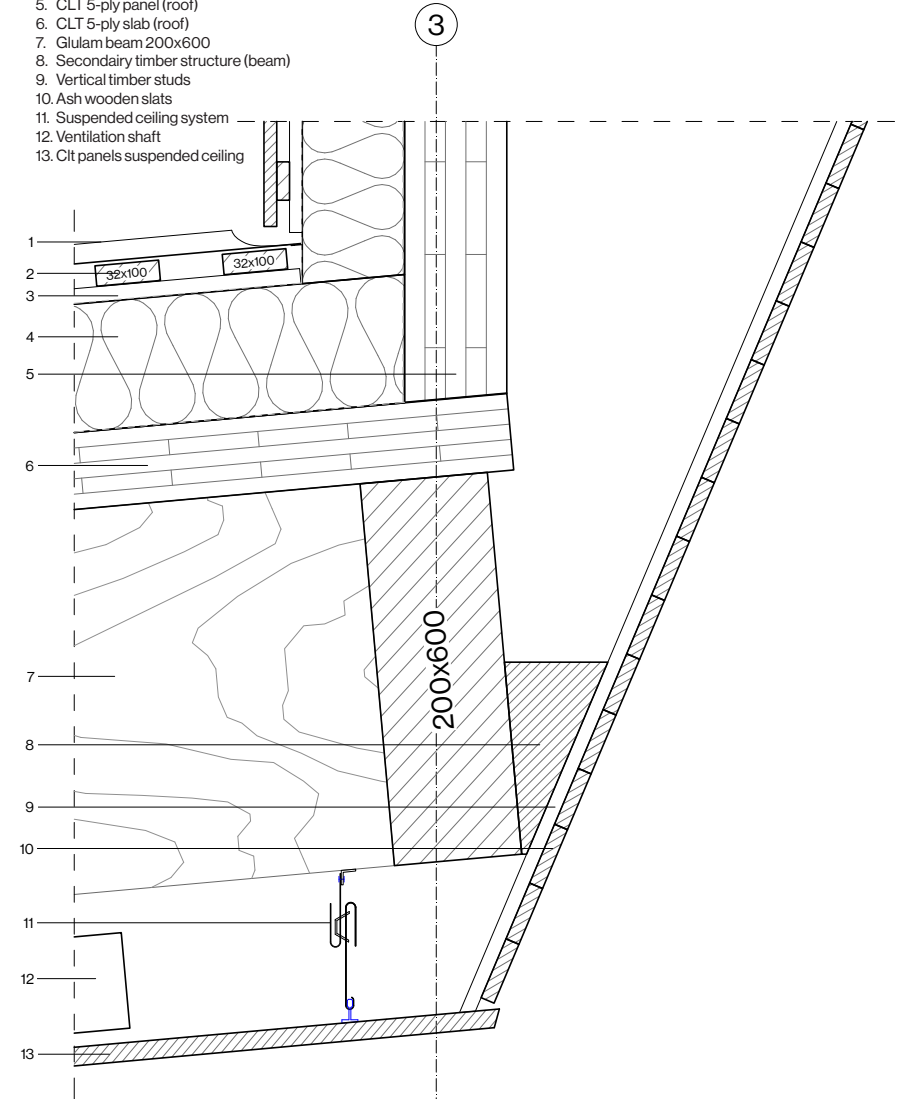 5. CLT 5-ply panel (roof)
6. CLT 5-ply slab (roof)
7. Glulam beam 200x600
8. Secondairy timber structure (beam)
9. Vertical timber studs
10. Ash wooden slats
11. Suspended ceiling system
12. Ventilation shaft
13. Clt panels suspended ceiling
3
1
2
32x100
32x100
3
4
5
6
7
200x600
8
9
10
11
12
13